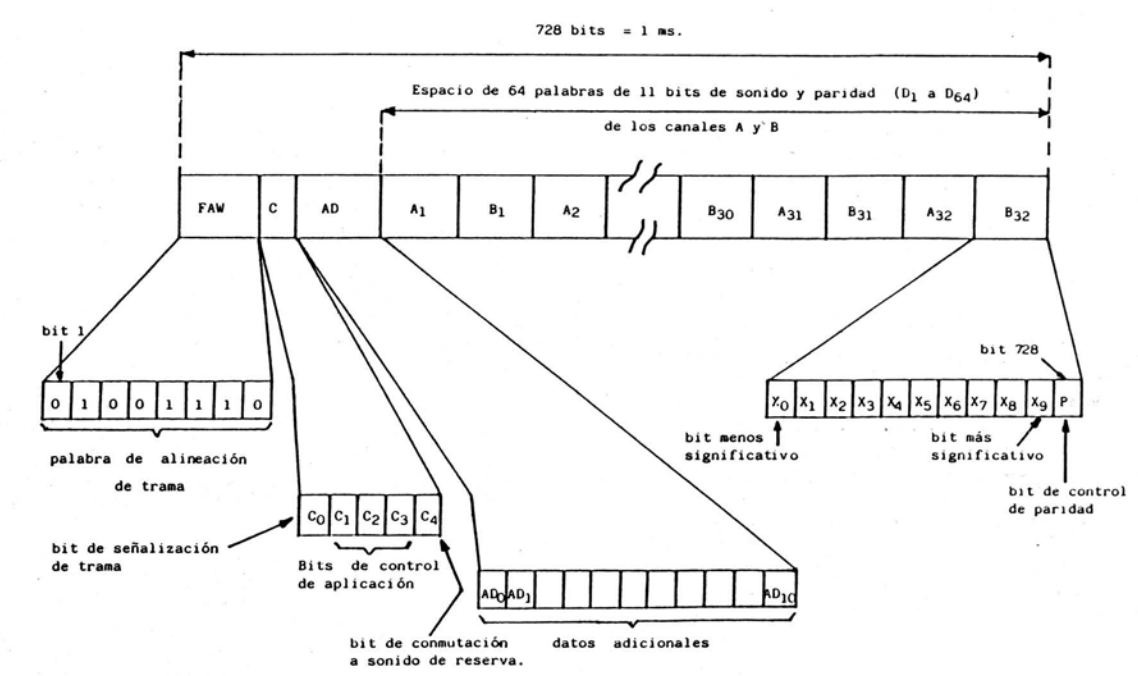 728 bits = 1 ms.
Espacio de 64 palabras de 11 bits de sonido y paridad (D1 a D64)
de los canales A y B
FAW C AD A1 B1 A2 B30 A31 B31 A32 B32
bit 1
0 1 0 0 1 1 1 0
palabra de alineación
de trama
bit 728
X0 X1 X2 X3 X4 X5 X6 X7 X8 X9 P
bit menos
significativo
bit más
significativo
bit de control
de paridad
C0 C1 C2 C3 C4
bit de señalización
de trama
Bits de control
de aplicación
bit de conmutación
a sonido de reserva.
AD0 AD1 AD10
datos adicionales